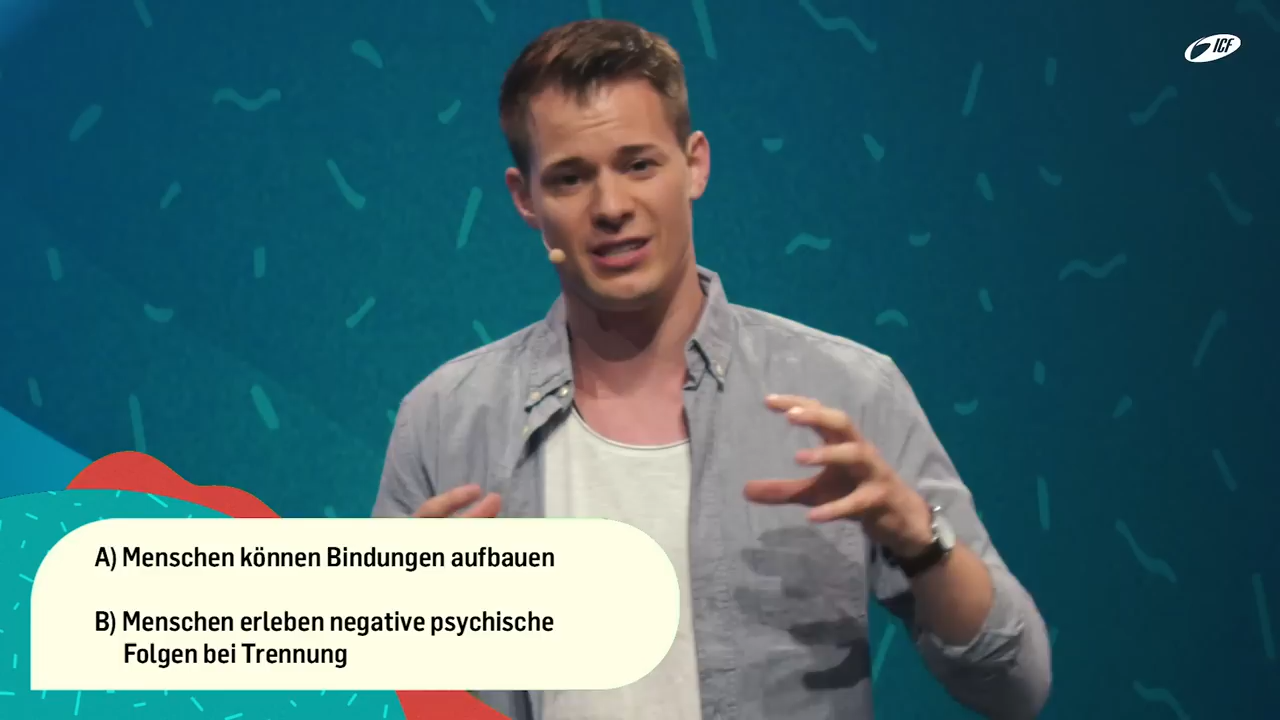 ICF
A) Menschen können Bindungen aufbauen
B) Menschen erleben negative psychische
Folgen bei Trennung